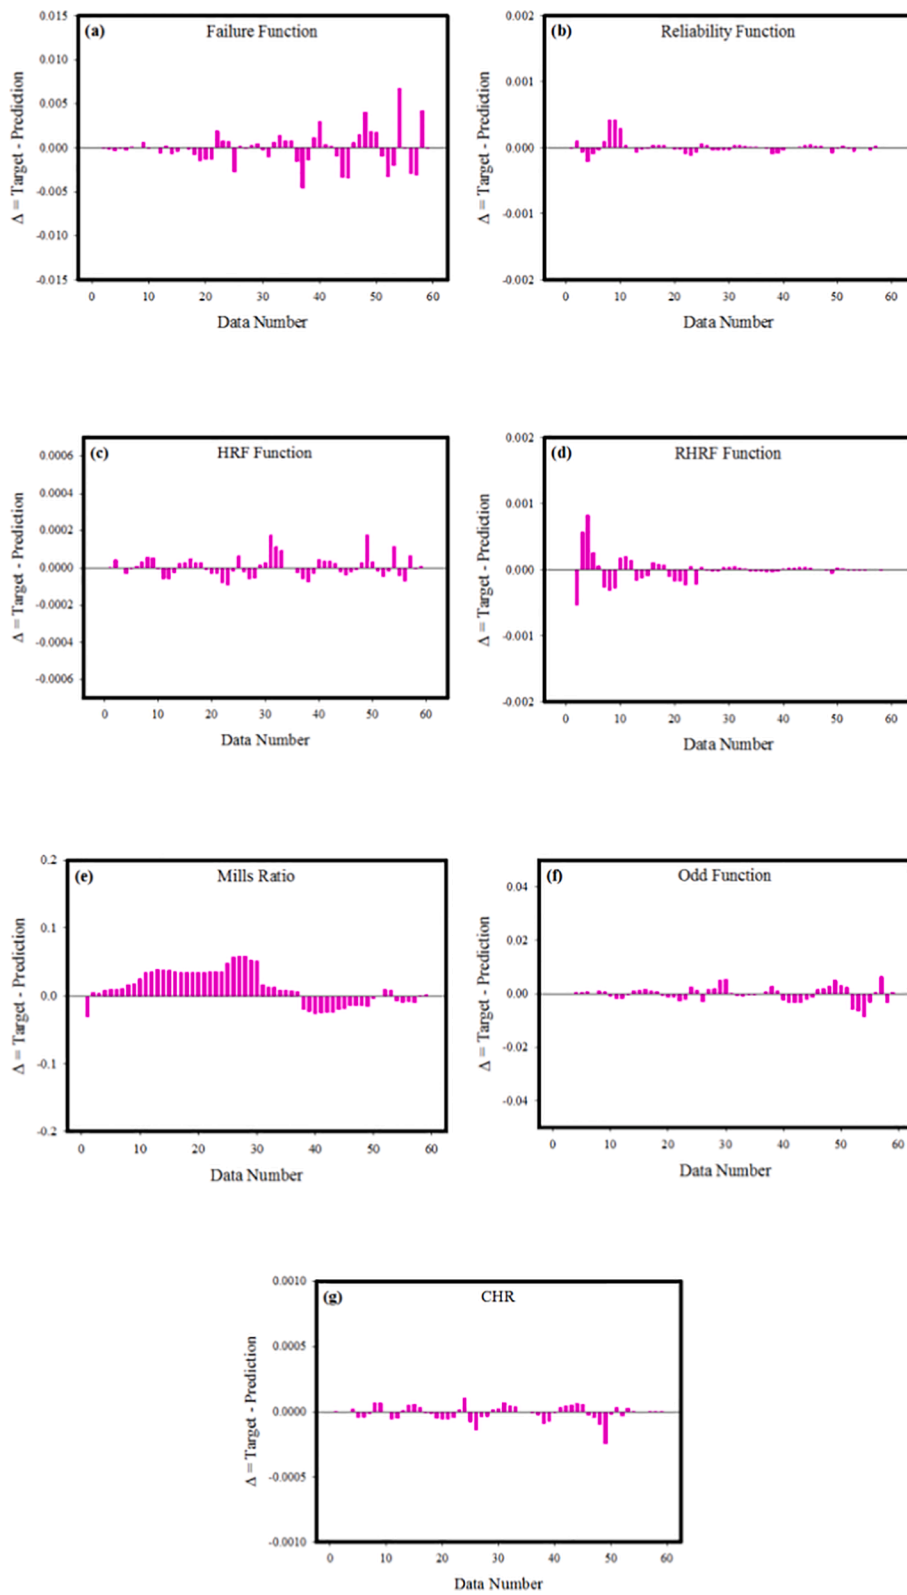 (a) Failure Function
0.015
0.010
0.005
0.000
-0.005
-0.010
-0.015
Δ = Target - Prediction
0 10 20 30 40 50 60
Data Number
(b) Reliability Function
0.002
0.001
0.000
-0.001
-0.002
Δ = Target - Prediction
0 10 20 30 40 50 60
Data Number
(c) HRF Function
0.0006
0.0004
0.0002
0.0000
-0.0002
-0.0004
-0.0006
Δ = Target - Prediction
0 10 20 30 40 50 60
Data Number
(d) RHRF Function
0.002
0.001
0.000
-0.001
-0.002
Δ = Target - Prediction
0 10 20 30 40 50 60
Data Number
(e) Mills Ratio
0.2
0.1
0.0
-0.1
-0.2
Δ = Target - Prediction
0 10 20 30 40 50 60
Data Number
(f) Odd Function
0.04
0.02
0.00
-0.02
-0.04
Δ = Target - Prediction
0 10 20 30 40 50 60
Data Number
(g) CHR
0.0010
0.0005
0.0000
-0.0005
-0.0010
Δ = Target - Prediction
0 10 20 30 40 50 60
Data Number